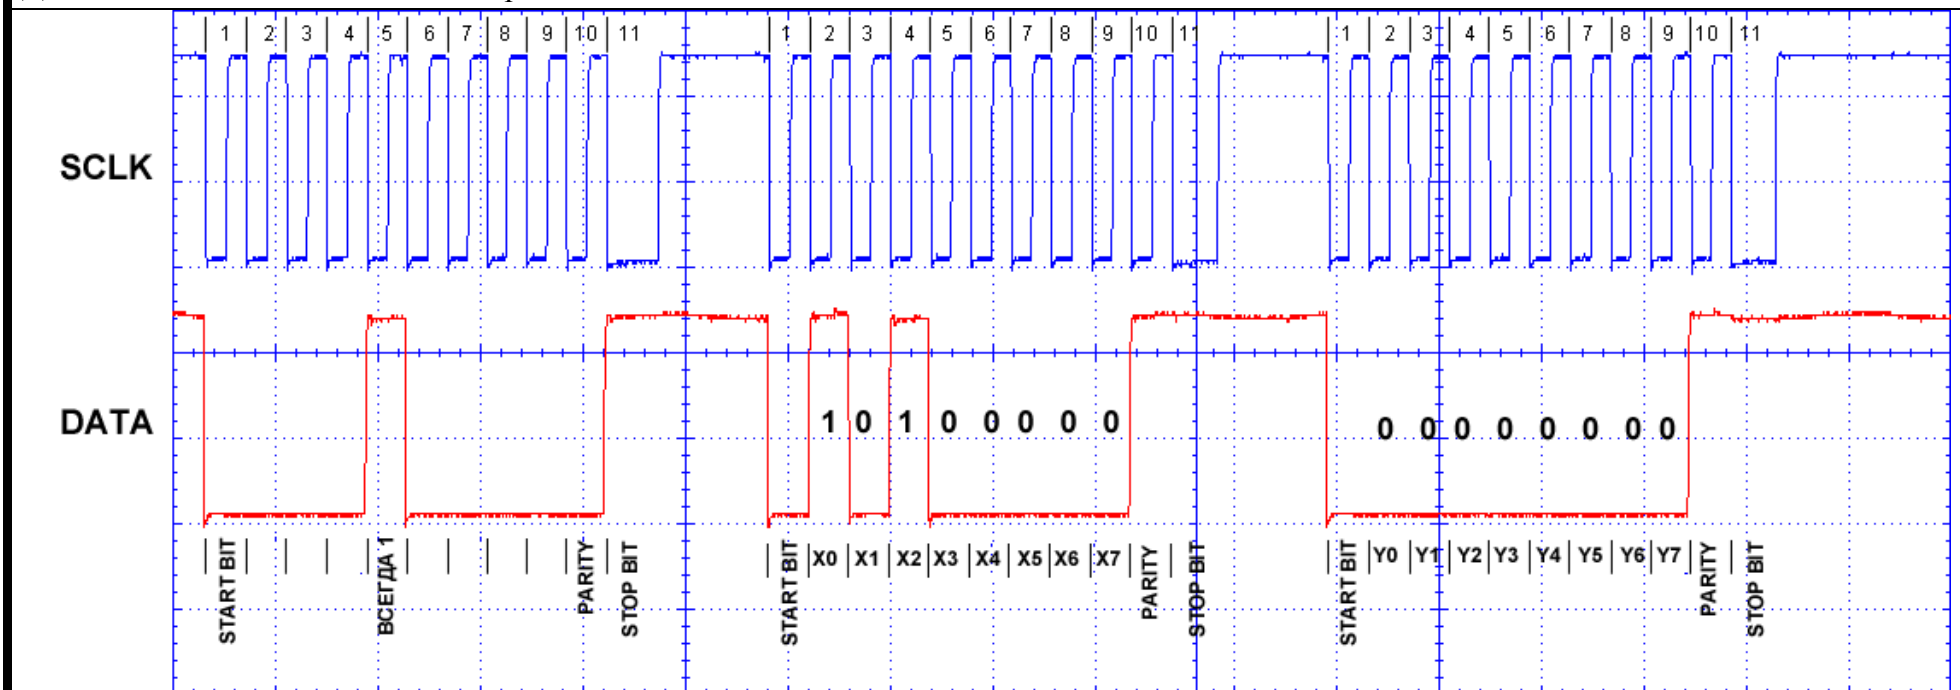 1 2 3 4 5 6 7 8 9 10 11 1 2 3 4 5 6 7 8 9 10 11 1 2 3 4 5 6 7 8 9 10 11
SCLK
DATA
1 0 1 0 0 0 0 0 0 0 0 0 0 0 0 0
START BIT
ВСЕГДА 1
PARITY
STOP BIT
START BIT
X0 X1 X2 X3 X4 X5 X6 X7
PARITY
STOP BIT
START BIT
Y0 Y1 Y2 Y3 Y4 Y5 Y6 Y7
PARITY
STOP BIT